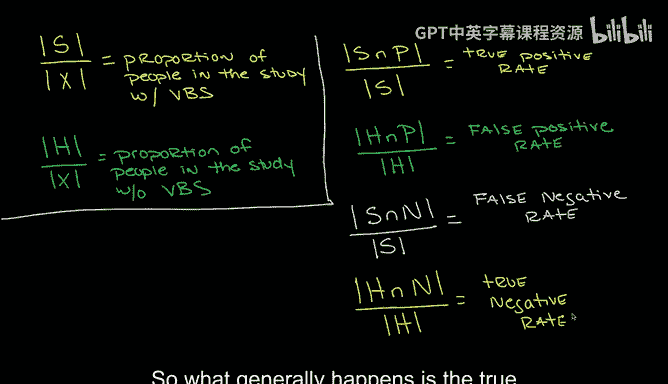 GPT中英字幕课程资源 bilibili
|S| / |X| = proportion of
people in the study
w/ VBS
|H| / |X| = proportion of
people in the study
w/o VBS
|S∩P| / |S| = true positive
RATE
|H∩P| / |H| = FALSE positive
RATE
|S∩N| / |S| = FALSE Negative
RATE
|H∩N| / |H| = tRUE
Negative
RATE
So what generally happens is the true